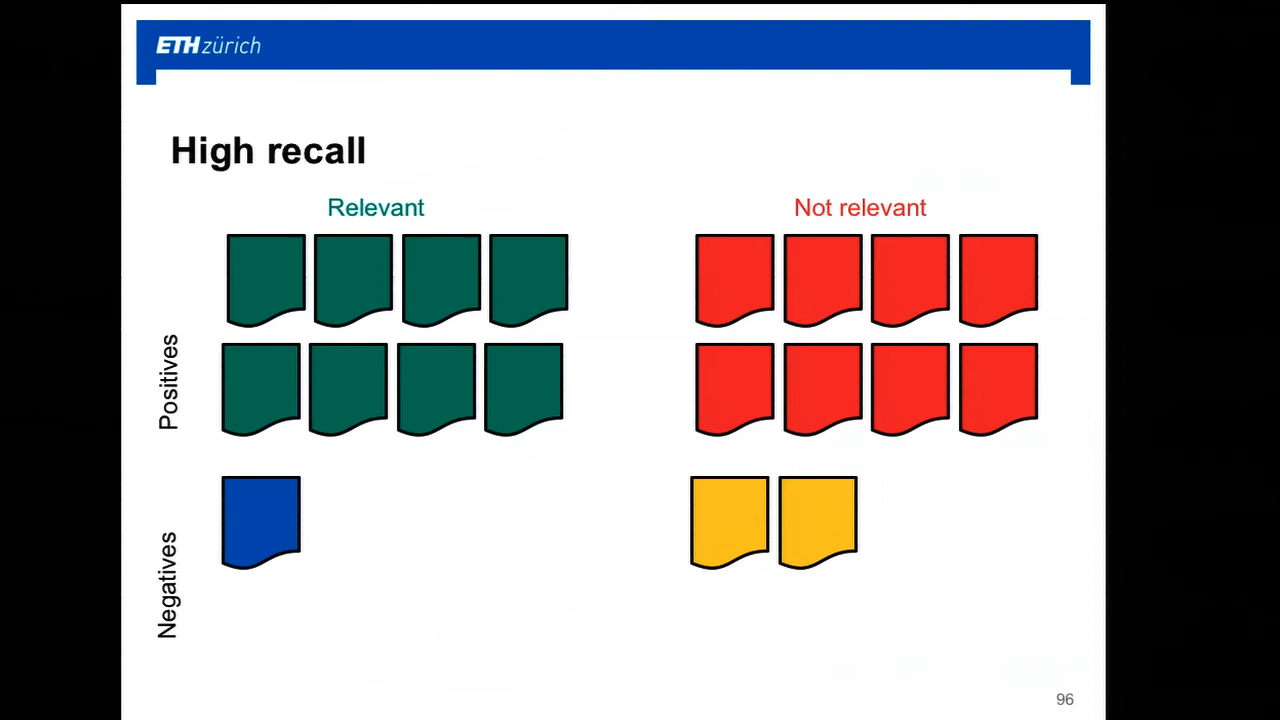 ETH zürich
High recall
Relevant
Not relevant
Positives
Negatives
96